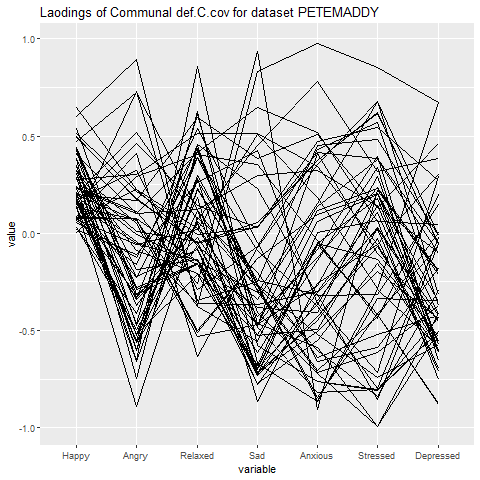 Laodings of Communal def.C.cov for dataset PETEMADDY
1.0
0.5
0.0
-0.5
-1.0
value
Happy Angry Relaxed Sad Anxious Stressed Depressed
variable